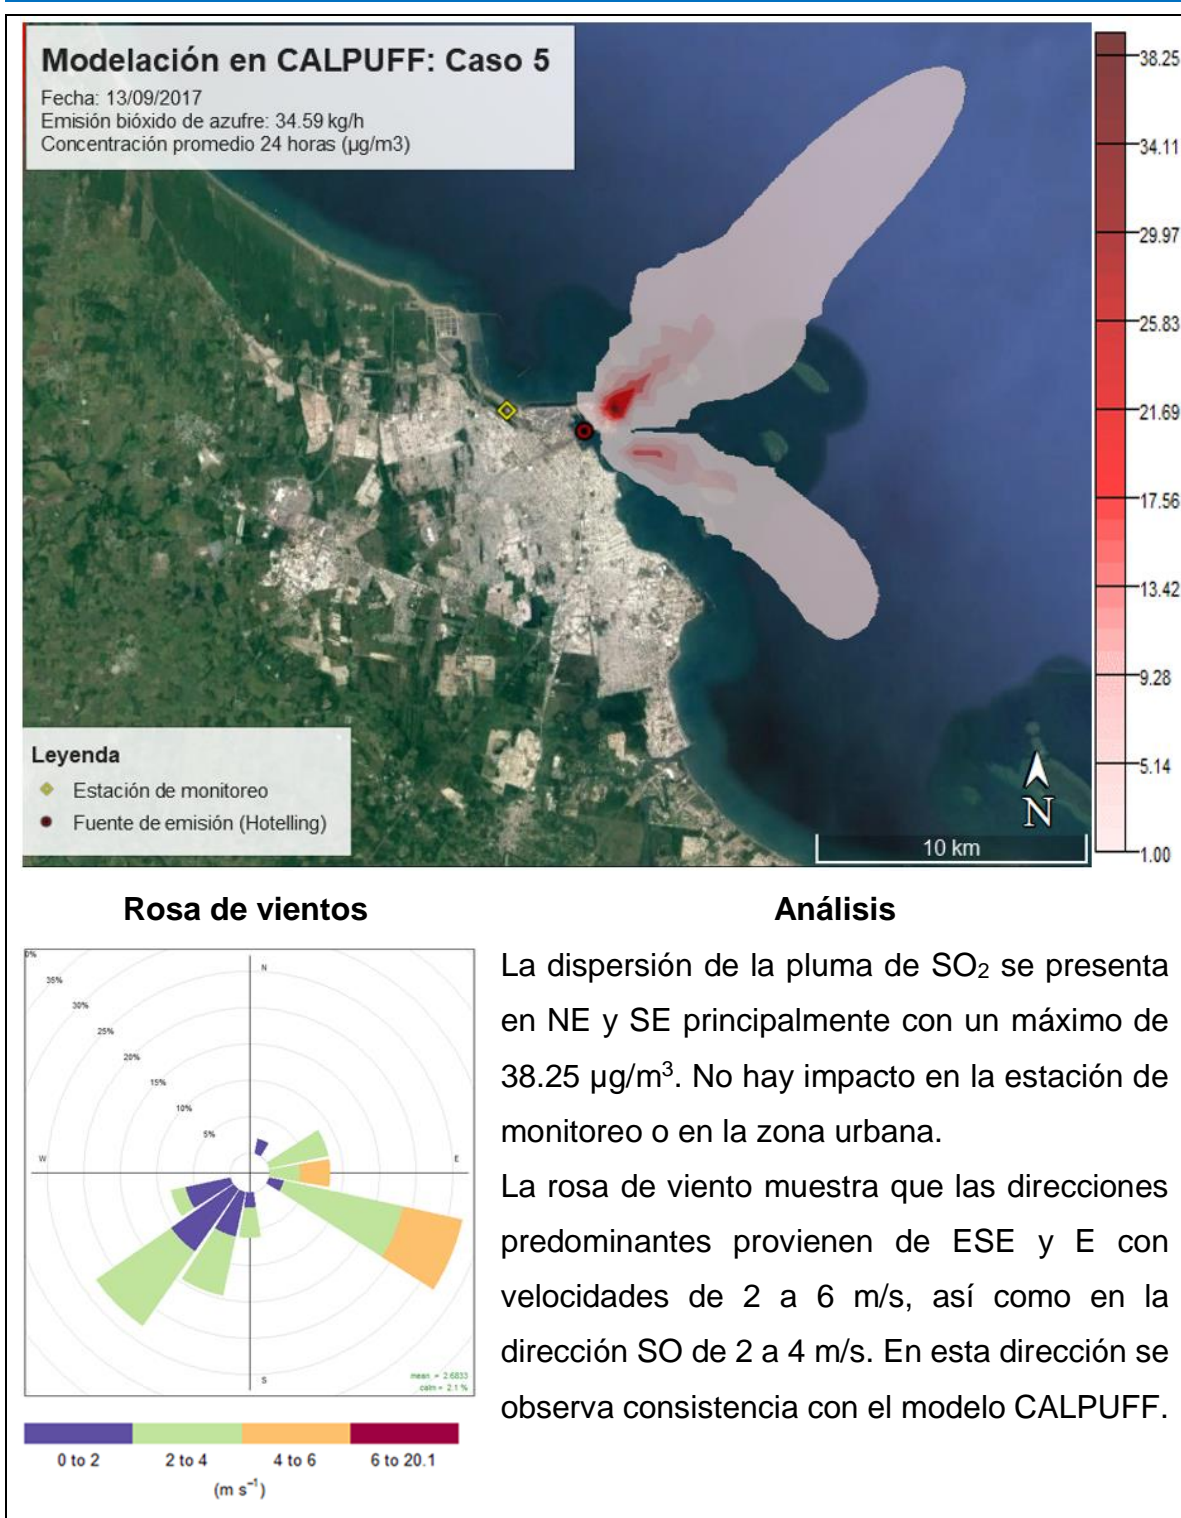 Modelación en CALPUFF: Caso 5
Fecha: 13/09/2017
Emisión bióxido de azufre: 34.59 kg/h
Concentración promedio 24 horas (µg/m3)
38.25
34.11
29.97
25.83
21.69
17.56
13.42
9.28
5.14
1.00
Leyenda
Estación de monitoreo
Fuente de emisión (Hotelling)
N
10 km
Rosa de vientos
0%
35%
30%
25%
20%
15%
10%
5%
N
W
E
S
mean = 2.6833
calm = 2.1 %
0 to 2
2 to 4
4 to 6
6 to 20.1
(m s⁻¹)
Análisis
La dispersión de la pluma de SO₂ se presenta
en NE y SE principalmente con un máximo de
38.25 µg/m³. No hay impacto en la estación de
monitoreo o en la zona urbana.
La rosa de viento muestra que las direcciones
predominantes provienen de ESE y E con
velocidades de 2 a 6 m/s, así como en la
dirección SO de 2 a 4 m/s. En esta dirección se
observa consistencia con el modelo CALPUFF.